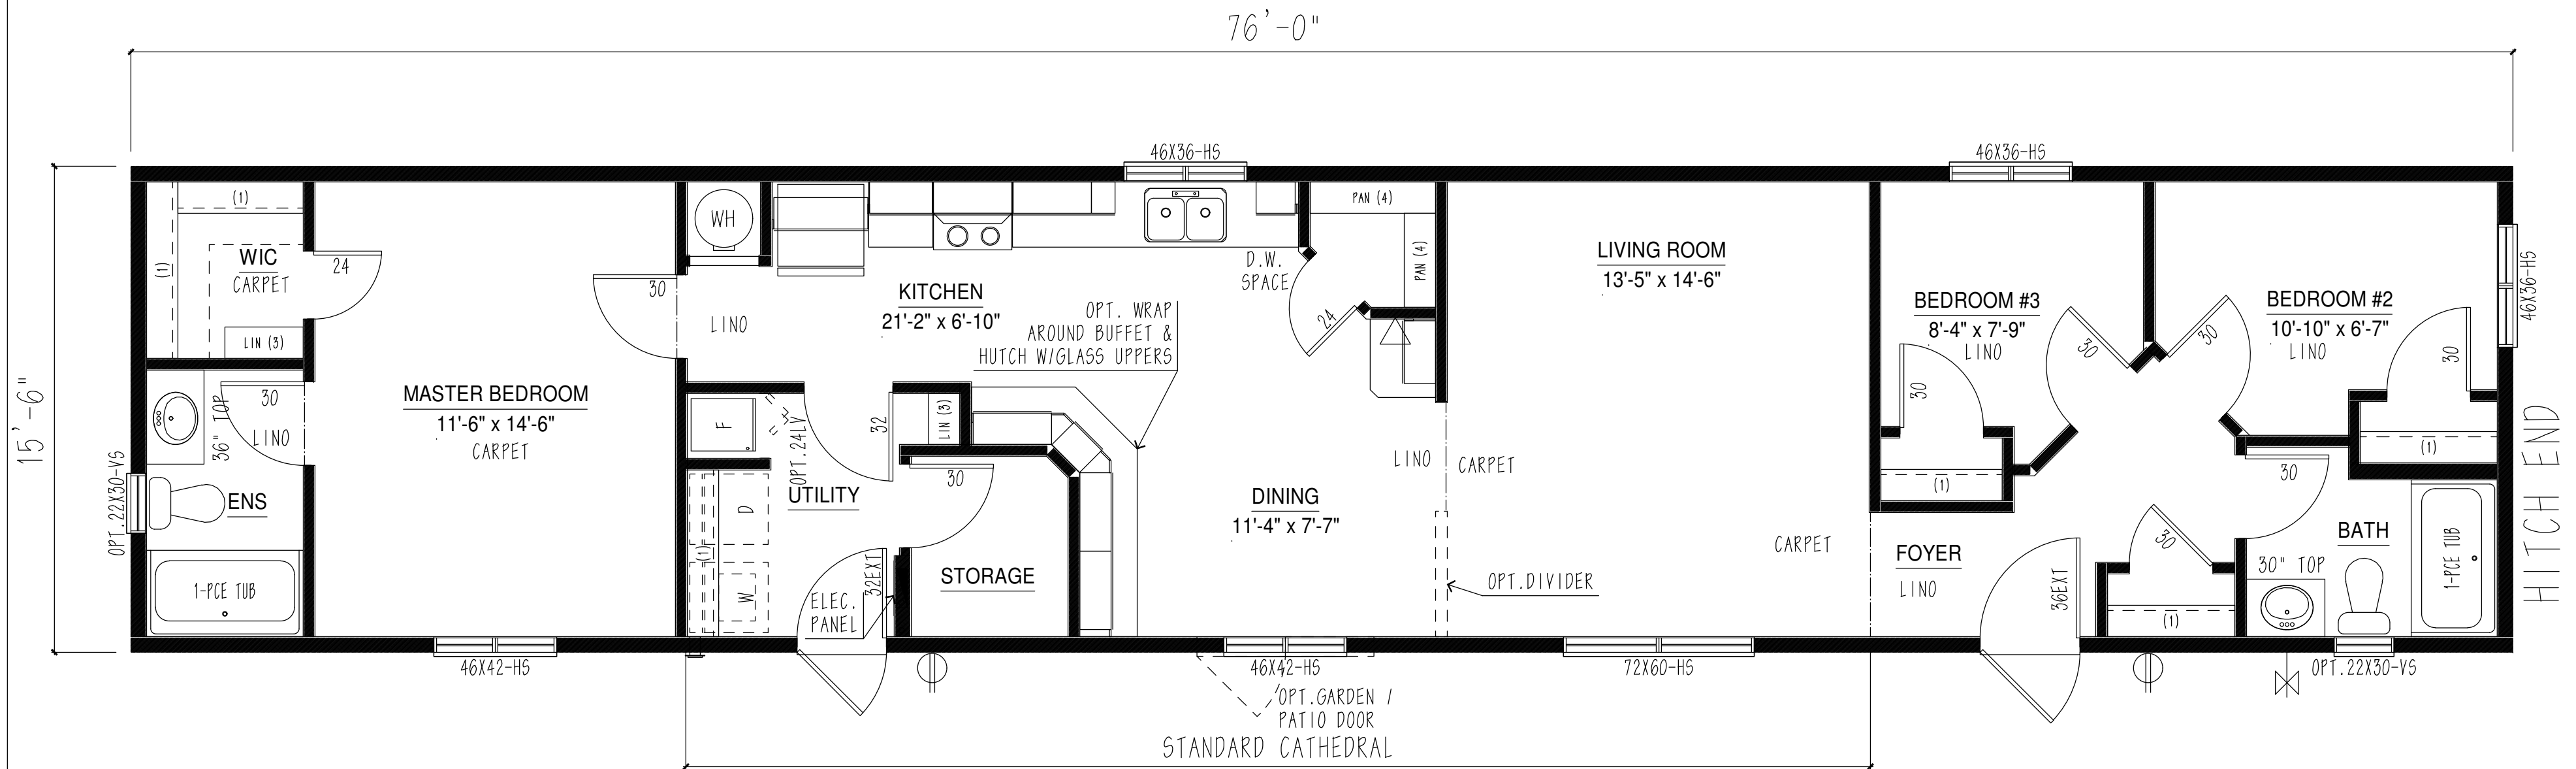 76'-0"
46X36-HS
46X36-HS
15'-6"
(1)
(1)
WIC
CARPET
24
LIN (3)
30
36" TOP
LINO
OPT.22X30-VS
ENS
1-PCE TUB
MASTER BEDROOM
11'-6" x 14'-6"
CARPET
46X42-HS
30
WH
LINO
KITCHEN
21'-2" x 6'-10"
D.W.
SPACE
OPT. WRAP
AROUND BUFFET &
HUTCH W/GLASS UPPERS
PAN (4)
PAN (4)
24
F
OPT.24LV
32
LIN (3)
UTILITY
D
(1)
W
30
32EXT
ELEC.
PANEL
STORAGE
DINING
11'-4" x 7'-7"
LINO
CARPET
OPT.DIVIDER
46X42-HS
OPT.GARDEN /
PATIO DOOR
STANDARD CATHEDRAL
LIVING ROOM
13'-5" x 14'-6"
CARPET
72X60-HS
BEDROOM #3
8'-4" x 7'-9"
LINO
30
30
(1)
BEDROOM #2
10'-10" x 6'-7"
LINO
30
30
(1)
46X36-HS
FOYER
LINO
36EXT
30
(1)
30
BATH
30" TOP
1-PCE TUB
OPT.22X30-VS
HITCH END